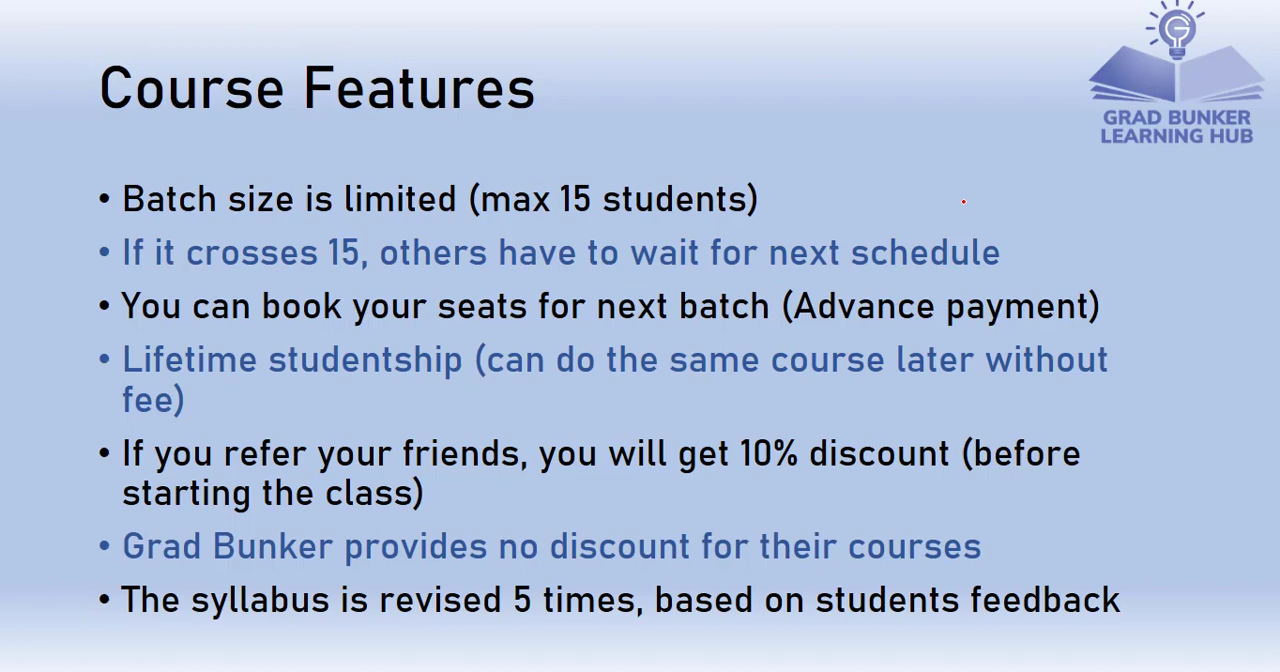 GRAD BUNKER
LEARNING HUB
Course Features
• Batch size is limited (max 15 students)
• If it crosses 15, others have to wait for next schedule
• You can book your seats for next batch (Advance payment)
• Lifetime studentship (can do the same course later without
fee)
• If you refer your friends, you will get 10% discount (before
starting the class)
• Grad Bunker provides no discount for their courses
• The syllabus is revised 5 times, based on students feedback